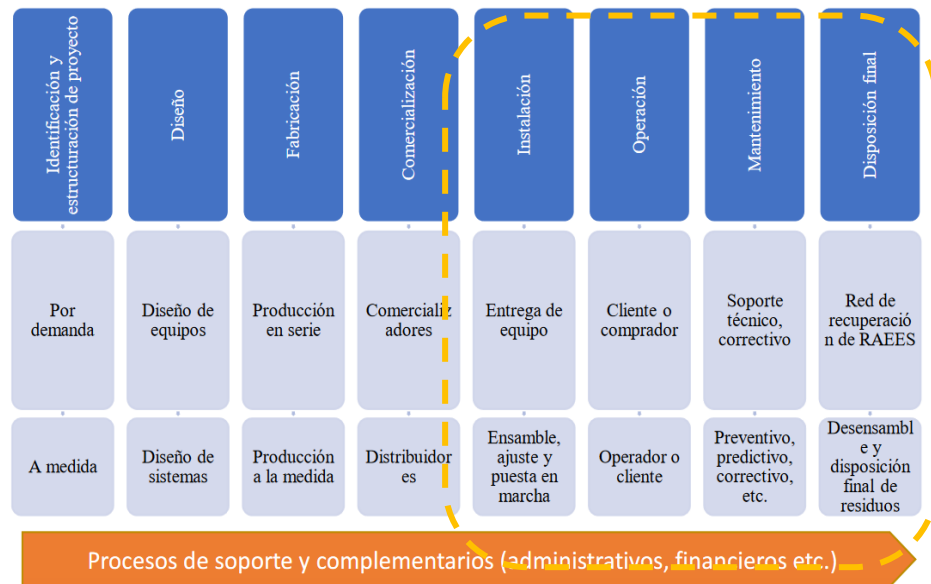 Identificación y
estructuración de proyecto
Diseño
Fabricación
Comercialización
Instalación
Operación
Mantenimiento
Disposición final
Por
demanda
Diseño de
equipos
Producción
en serie
Comercializ
adores
Entrega de
equipo
Cliente o
comprador
Soporte
técnico,
correctivo
Red de
recuperació
n de RAEES
A medida
Diseño de
sistemas
Producción
a la medida
Distribuidor
es
Ensamble,
ajuste y
puesta en
marcha
Operador o
cliente
Preventivo,
predictivo,
correctivo,
etc.
Desensambl
e y
disposición
final de
residuos
Procesos de soporte y complementarios (administrativos, financieros etc.)